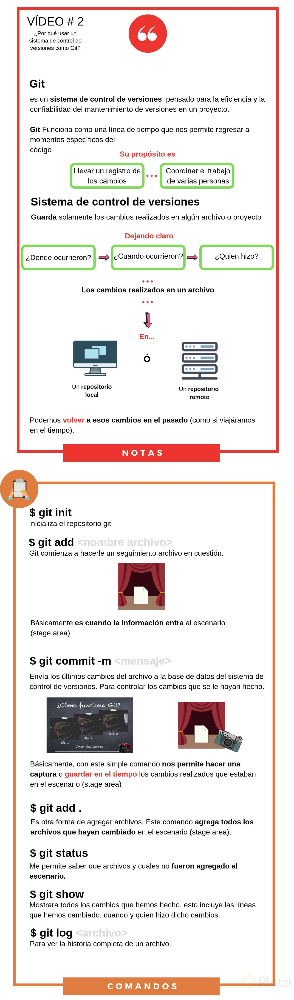 VÍDEO # 2
¿Por qué usar un
sistema de control de
versiones como Git?
Git
es un sistema de control de versiones, pensado para la eficiencia y la
confiabilidad del mantenimiento de versiones en un proyecto.
Git Funciona como una línea de tiempo que nos permite regresar a
momentos específicos del
código
Su propósito es
Llevar un registro de
los cambios
Coordinar el trabajo
de varias personas
Sistema de control de versiones
Guarda solamente los cambios realizados en algún archivo o proyecto
Dejando claro
¿Donde ocurrieron?
¿Cuando ocurrieron?
¿Quien hizo?
Los cambios realizados en un archivo
En...
Ó
Un repositorio
local
Un repositorio
remoto
Podemos volver a esos cambios en el pasado (como si viajáramos
en el tiempo).
NOTAS
$ git init
Inicializa el repositorio git
$ git add <nombre archivo>
Git comienza a hacerle un seguimiento archivo en cuestión.
Básicamente es cuando la información entra al escenario
(stage area)
$ git commit -m <mensaje>
Envía los últimos cambios del archivo a la base de datos del sistema de
control de versiones. Para controlar los cambios que se le hayan hecho.
¿Cómo funciona Git?
día 1
día 2
día 3
Línea del tiempo
Básicamente, con este simple comando nos permite hacer una
captura o guardar en el tiempo los cambios realizados que estaban
en el escenario (stage area)
$ git add .
Es otra forma de agregar archivos. Este comando agrega todos los
archivos que hayan cambiado en el escenario (stage area).
$ git status
Me permite saber que archivos y cuales no fueron agregado al
escenario.
$ git show
Mostrara todos los cambios que hemos hecho, esto incluye las líneas
que hemos cambiado, cuando y quien hizo dicho cambios.
$ git log <archivo>
Para ver la historia completa de un archivo.
COMANDOS
Platzi